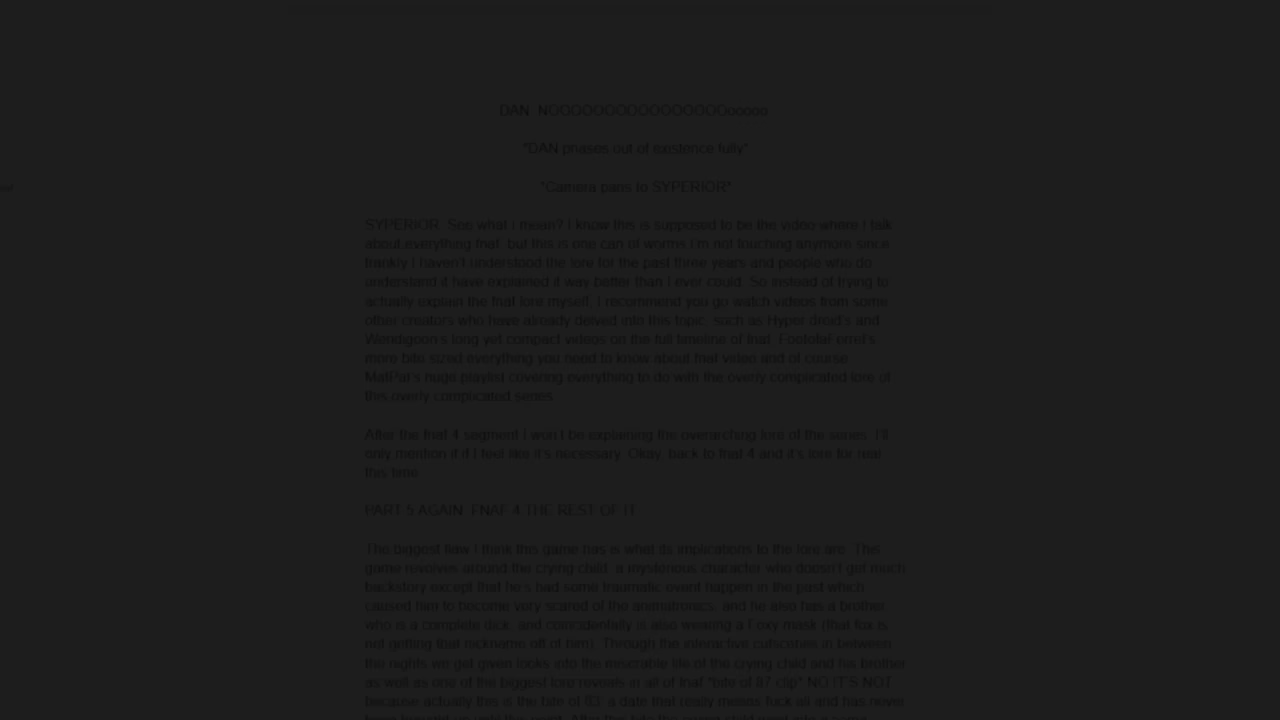 DAN: NOOOOOOOOOOOOOOOOooooo
*DAN phases out of existence fully*
*Camera pans to SYPERIOR*
SYPERIOR: See what i mean? I know this is supposed to be the video where I talk
about everything fnaf, but this is one can of worms I'm not touching anymore since
frankly I haven't understood the lore for the past three years and people who do
understand it have explained it way better than I ever could. So instead of trying to
actually explain the fnaf lore myself, I recommend you go watch videos from some
other creators who have already delved into this topic, such as Hyper droid's and
Wendigoon's long yet compact videos on the full timeline of fnaf,
more bite sized everything you need to know about fnaf video and of course
MatPat's huge playlist covering everything to do with the overly complicated lore of
this overly complicated series.
After the fnaf 4 segment I won't be explaining the overarching lore of the series. I'll
only mention it if I feel like it's necessary. Okay, back to fnaf 4 and it's lore for real
this time.
PART 5 AGAIN: FNAF 4 THE REST OF IT
The biggest flaw I think this game has is what its implications to the lore are. This
game revolves around the crying child, a mysterious character who doesn't get much
backstory except that he's had some traumatic event happen in the past which
caused him to become very scared of the animatronics, and he also has a brother
who is a complete dick, and coincidentally is also wearing a Foxy mask (that fox is
not getting that nickname off of him). Through the interactive cutscenes in between
the nights we get given looks into the miserable life of the crying child and his brother
as well as one of the biggest lore reveals in all of fnaf *bite of 87 clip* NO IT'S NOT
because actually this is the bite of 83, a date that really means fuck all and has never